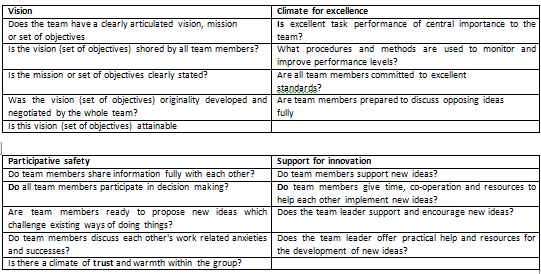 Vision
Does the team have a clearly articulated vision, mission
or set of objectives
Is the vision (set of objectives) shored by all team members?
Is the mission or set of objectives clearly stated?
Was the vision (set of objectives) originality developed and
negotiated by the whole team?
Is this vision (set of objectives) attainable
Climate for excellence
Is excellent task performance of central importance to the
team?
What procedures and methods are used to monitor and
improve performance levels?
Are all team members committed to excellent
standards?
Are team members prepared to discuss opposing ideas
fully
Participative safety
Do team members share information fully with each other?
Do all team members participate in decision making?
Are team members ready to propose new ideas which
challenge existing ways of doing things?
Do team members discuss each other's work related anxieties
and successes?
Is there a climate of trust and warmth within the group?
Support for innovation
Do team members support new ideas?
Do team members give time, co-operation and resources to
help each other implement new ideas?
Does the team leader support and encourage new ideas?
Does the team leader offer practical help and resources for
the development of new ideas?